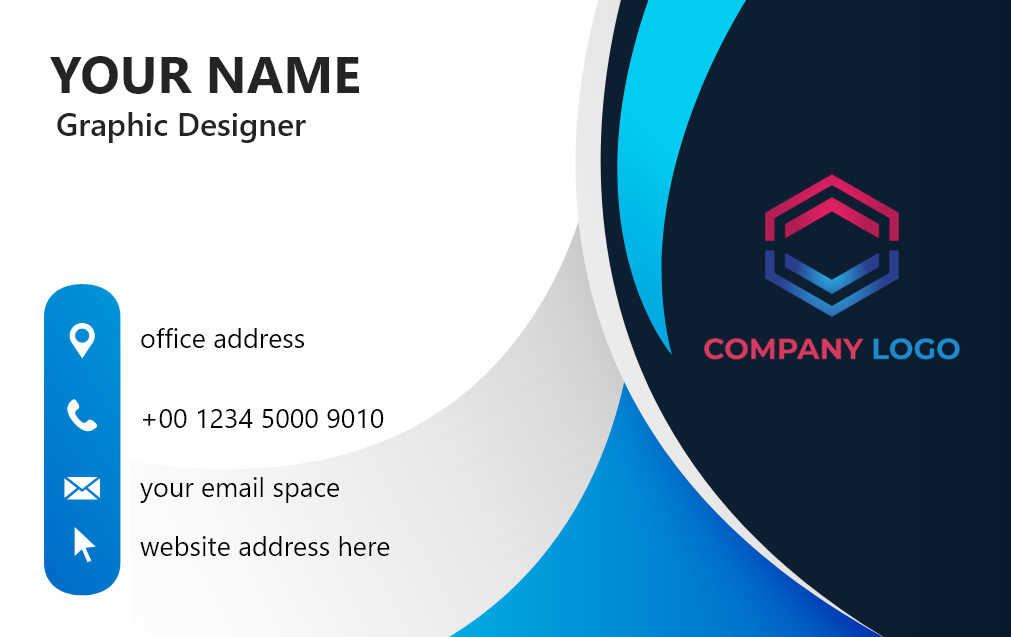 YOUR NAME
Graphic Designer
office address
+00 1234 5000 9010
your email space
website address here
COMPANY LOGO